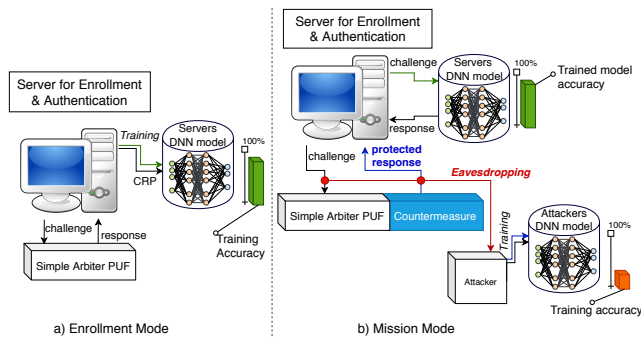 Server for Enrollment
& Authentication
Training
CRP
Servers
DNN model
100%
challenge
response
Simple Arbiter PUF
Training
Accuracy
a) Enrollment Mode
Server for Enrollment
& Authentication
challenge
response
Servers
DNN model
100%
Trained model
accuracy
challenge
protected
response
Eavesdropping
Simple Arbiter PUF
Countermeasure
Training
Attacker
Attackers
DNN model
100%
Training accuracy
b) Mission Mode